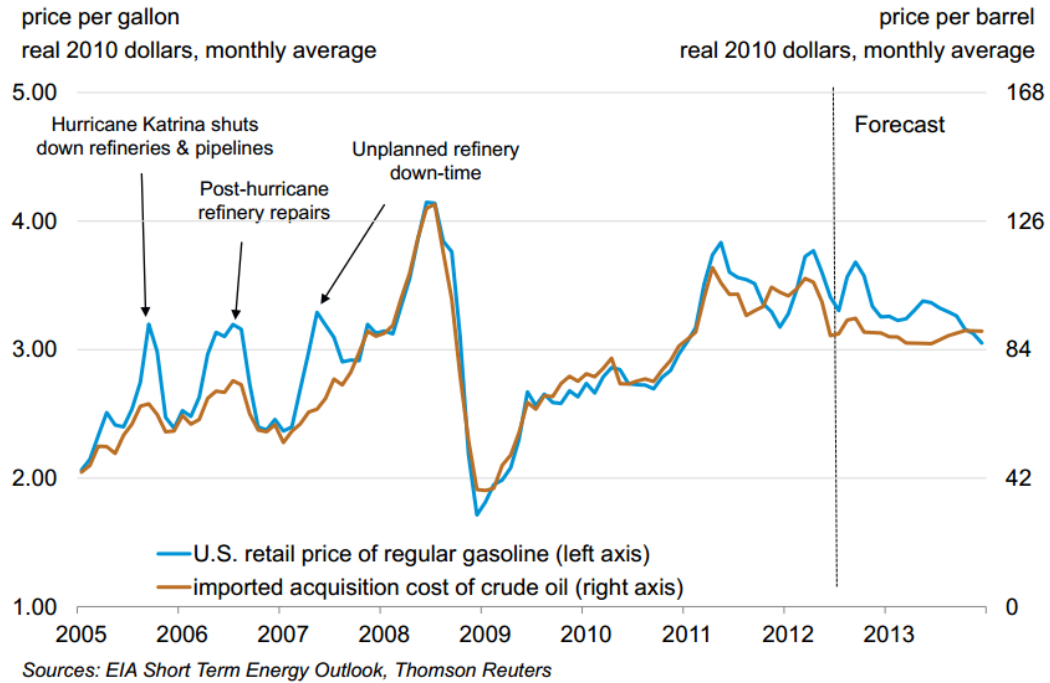 price per gallon
real 2010 dollars, monthly average
price per barrel
real 2010 dollars, monthly average
5.00
168
Hurricane Katrina shuts
down refineries & pipelines
Unplanned refinery
down-time
Forecast
Post-hurricane
refinery repairs
4.00
126
3.00
84
2.00
42
U.S. retail price of regular gasoline (left axis)
imported acquisition cost of crude oil (right axis)
1.00
0
2005 2006 2007 2008 2009 2010 2011 2012 2013
Sources: EIA Short Term Energy Outlook, Thomson Reuters